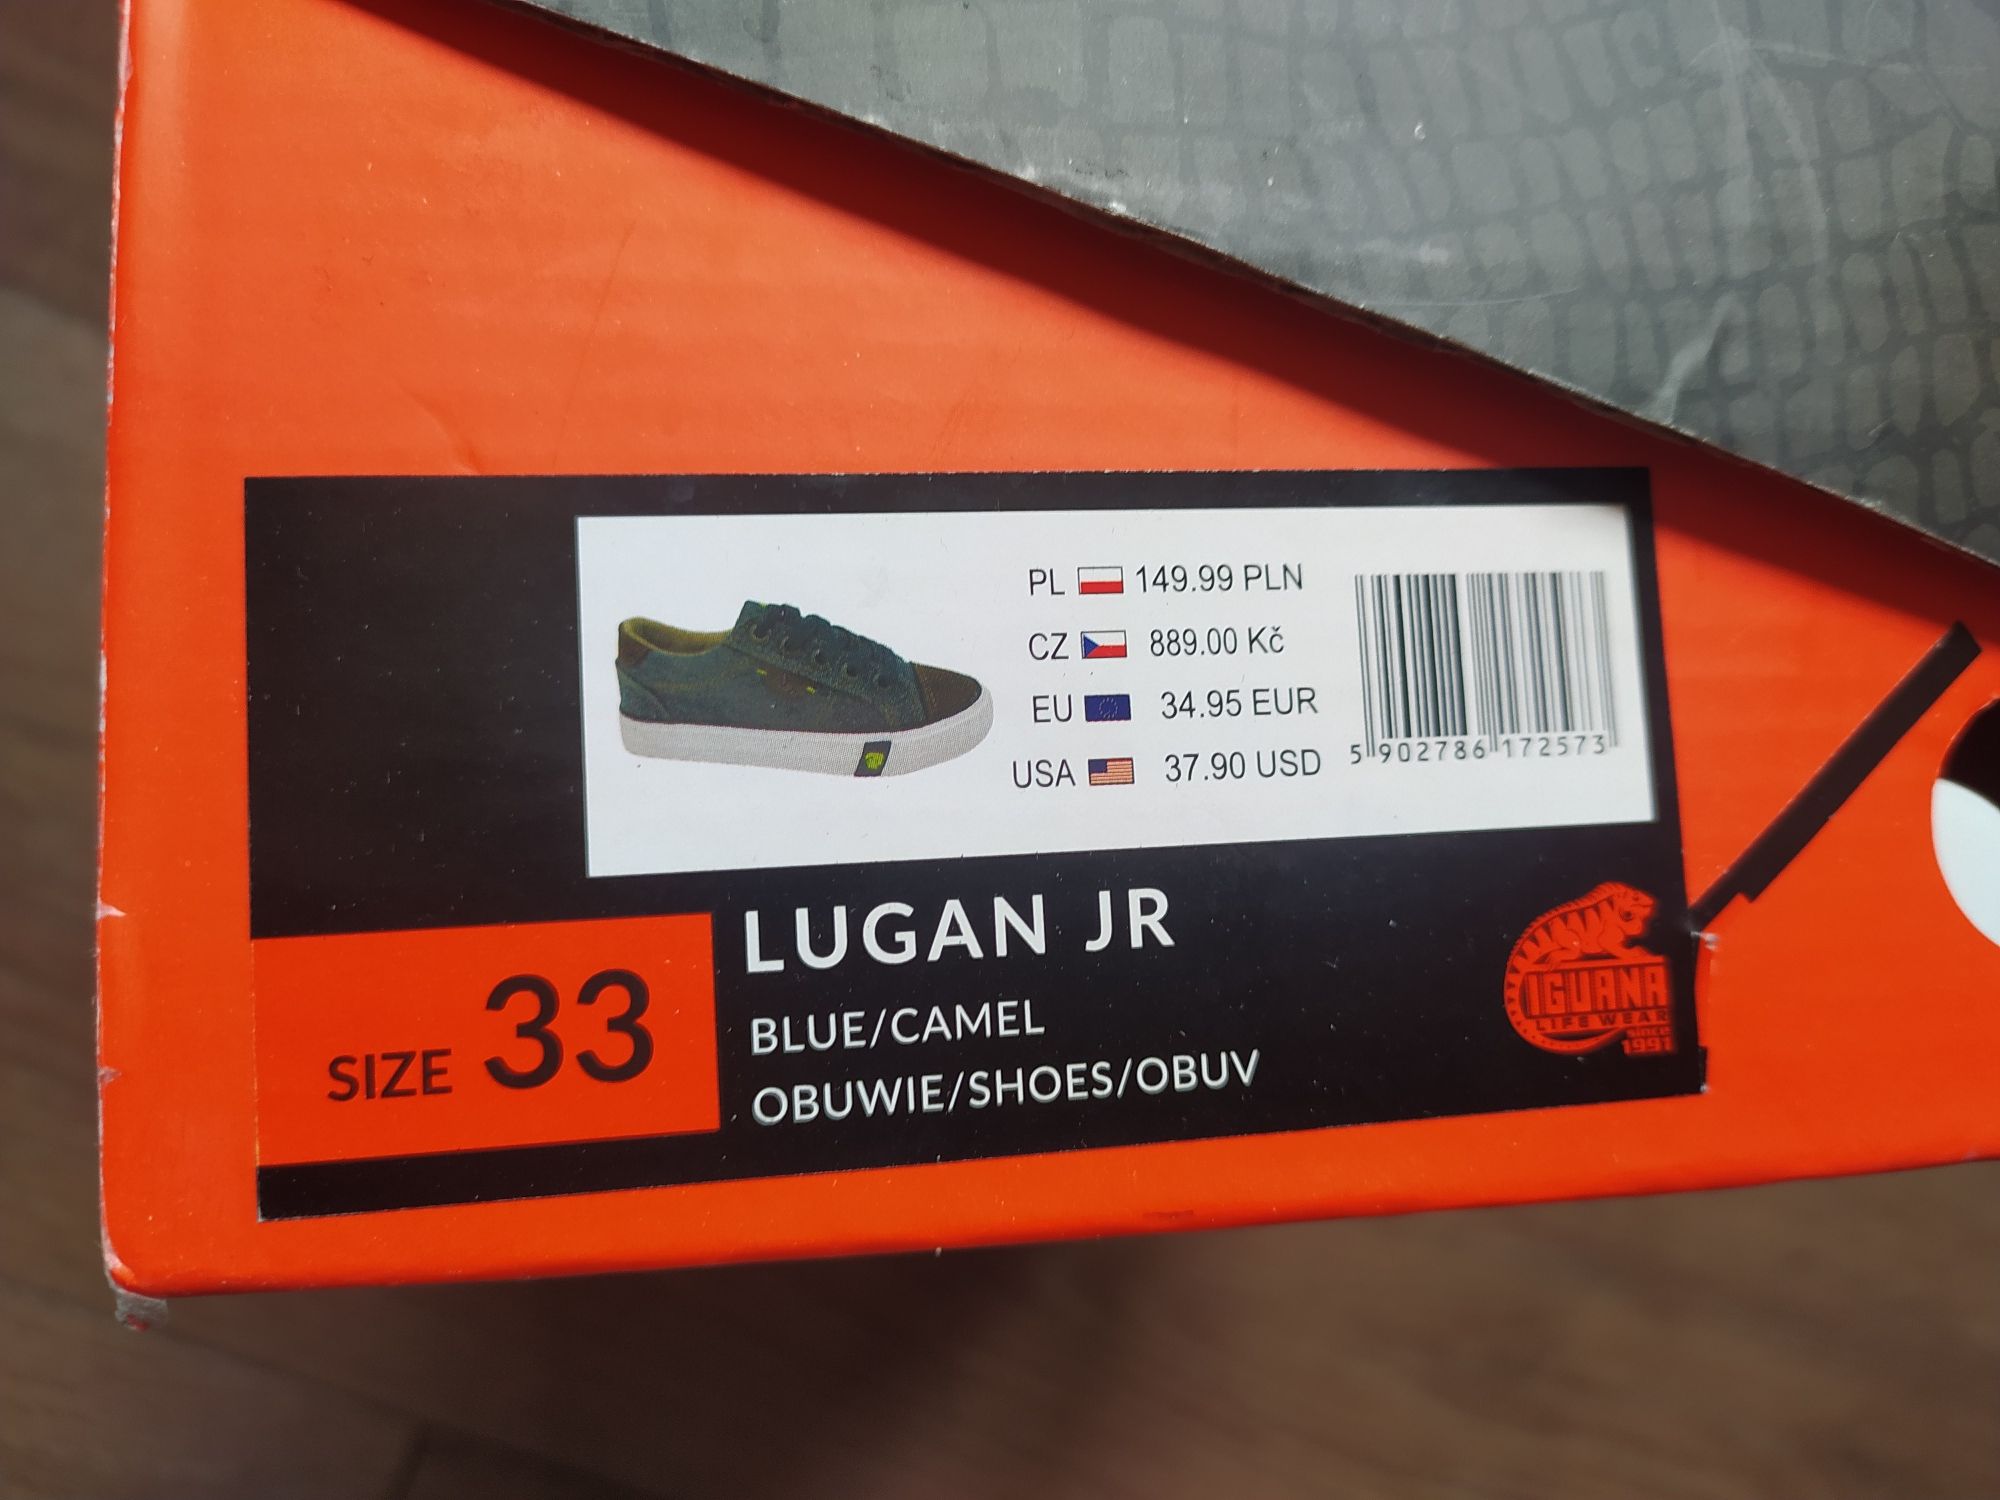 PL 149.99 PLN
CZ 889.00 Kč
EU 34.95 EUR
USA 37.90 USD
5 902786 172573
LUGAN JR
BLUE/CAMEL
OBUWIE/SHOES/OBUV
SIZE 33
IGUANA
LIFE WEAR
since
1991